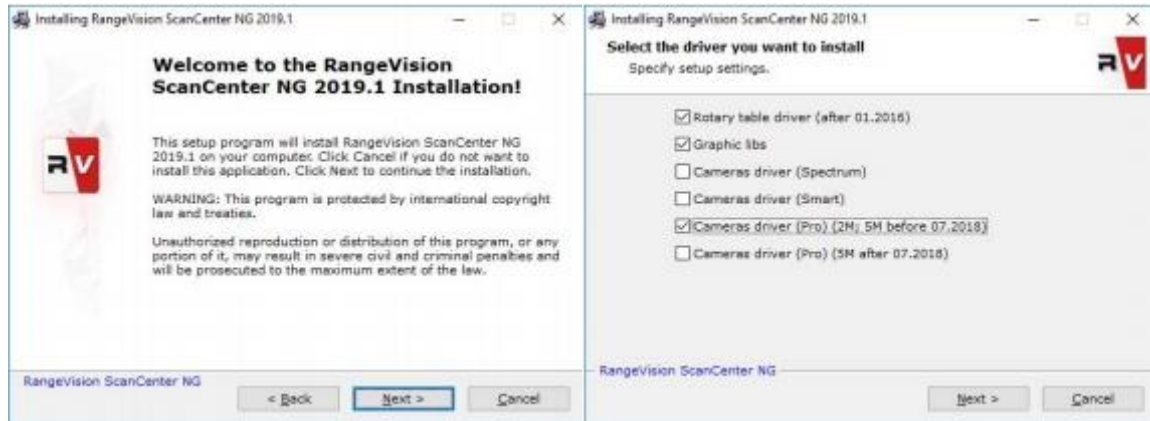 Installing RangeVision ScanCenter NG 2019.1
Welcome to the RangeVision
ScanCenter NG 2019.1 Installation!
This setup program will install RangeVision ScanCenter NG
2019.1 on your computer. Click Cancel if you do not want to
install this application. Click Next to continue the installation.
WARNING: This program is protected by international copyright
law and treaties.
Unauthorized reproduction or distribution of this program, or any
portion of it, may result in severe civil and criminal penalties and
will be prosecuted to the maximum extent of the law.
RV
RangeVision ScanCenter NG
< Back
Next >
Cancel
Installing RangeVision ScanCenter NG 2019.1
Select the driver you want to install
Specify setup settings.
RV
Rotary table driver (after 01.2016)
Graphic libs
Cameras driver (Spectrum)
Cameras driver (Smart)
Cameras driver (Pro) (2M; 5M before 07.2018)
Cameras driver (Pro) (5M after 07.2018)
RangeVision ScanCenter NG
Next >
Cancel